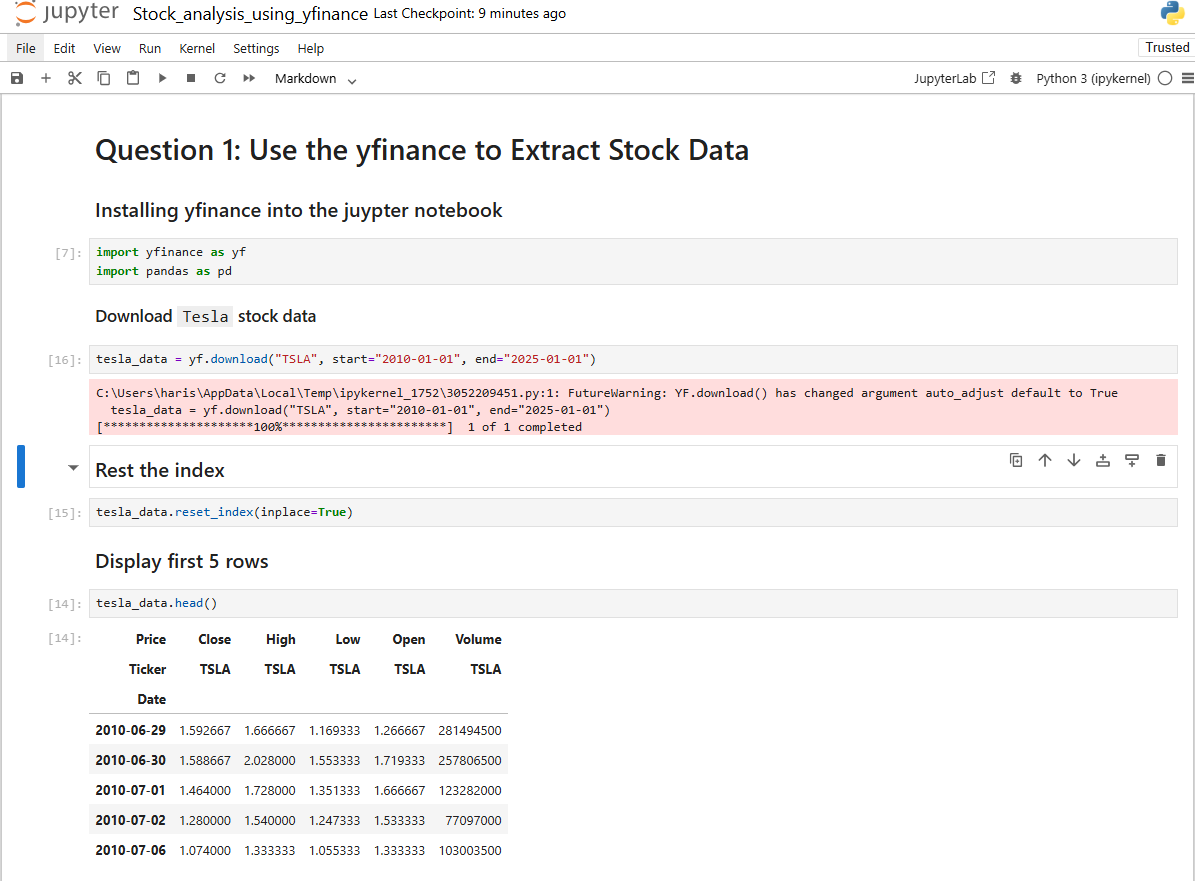 jupyter Stock_analysis_using_yfinance Last Checkpoint: 9 minutes ago
File Edit View Run Kernel Settings Help Trusted
Markdown JupyterLab Python 3 (ipykernel)
Question 1: Use the yfinance to Extract Stock Data
Installing yfinance into the juypter notebook
[7]: import yfinance as yf
import pandas as pd
Download Tesla stock data
[16]: tesla_data = yf.download("TSLA", start="2010-01-01", end="2025-01-01")
C:\Users\haris\AppData\Local\Temp\ipykernel_1752\3052209451.py:1: FutureWarning: YF.download() has changed argument auto_adjust default to True
  tesla_data = yf.download("TSLA", start="2010-01-01", end="2025-01-01")
[*********************100%***********************]  1 of 1 completed
Rest the index
[15]: tesla_data.reset_index(inplace=True)
Display first 5 rows
[14]: tesla_data.head()
[14]: Price Close High Low Open Volume
Ticker TSLA TSLA TSLA TSLA TSLA
Date
2010-06-29 1.592667 1.666667 1.169333 1.266667 281494500
2010-06-30 1.588667 2.028000 1.553333 1.719333 257806500
2010-07-01 1.464000 1.728000 1.351333 1.666667 123282000
2010-07-02 1.280000 1.540000 1.247333 1.533333 77097000
2010-07-06 1.074000 1.333333 1.055333 1.333333 103003500